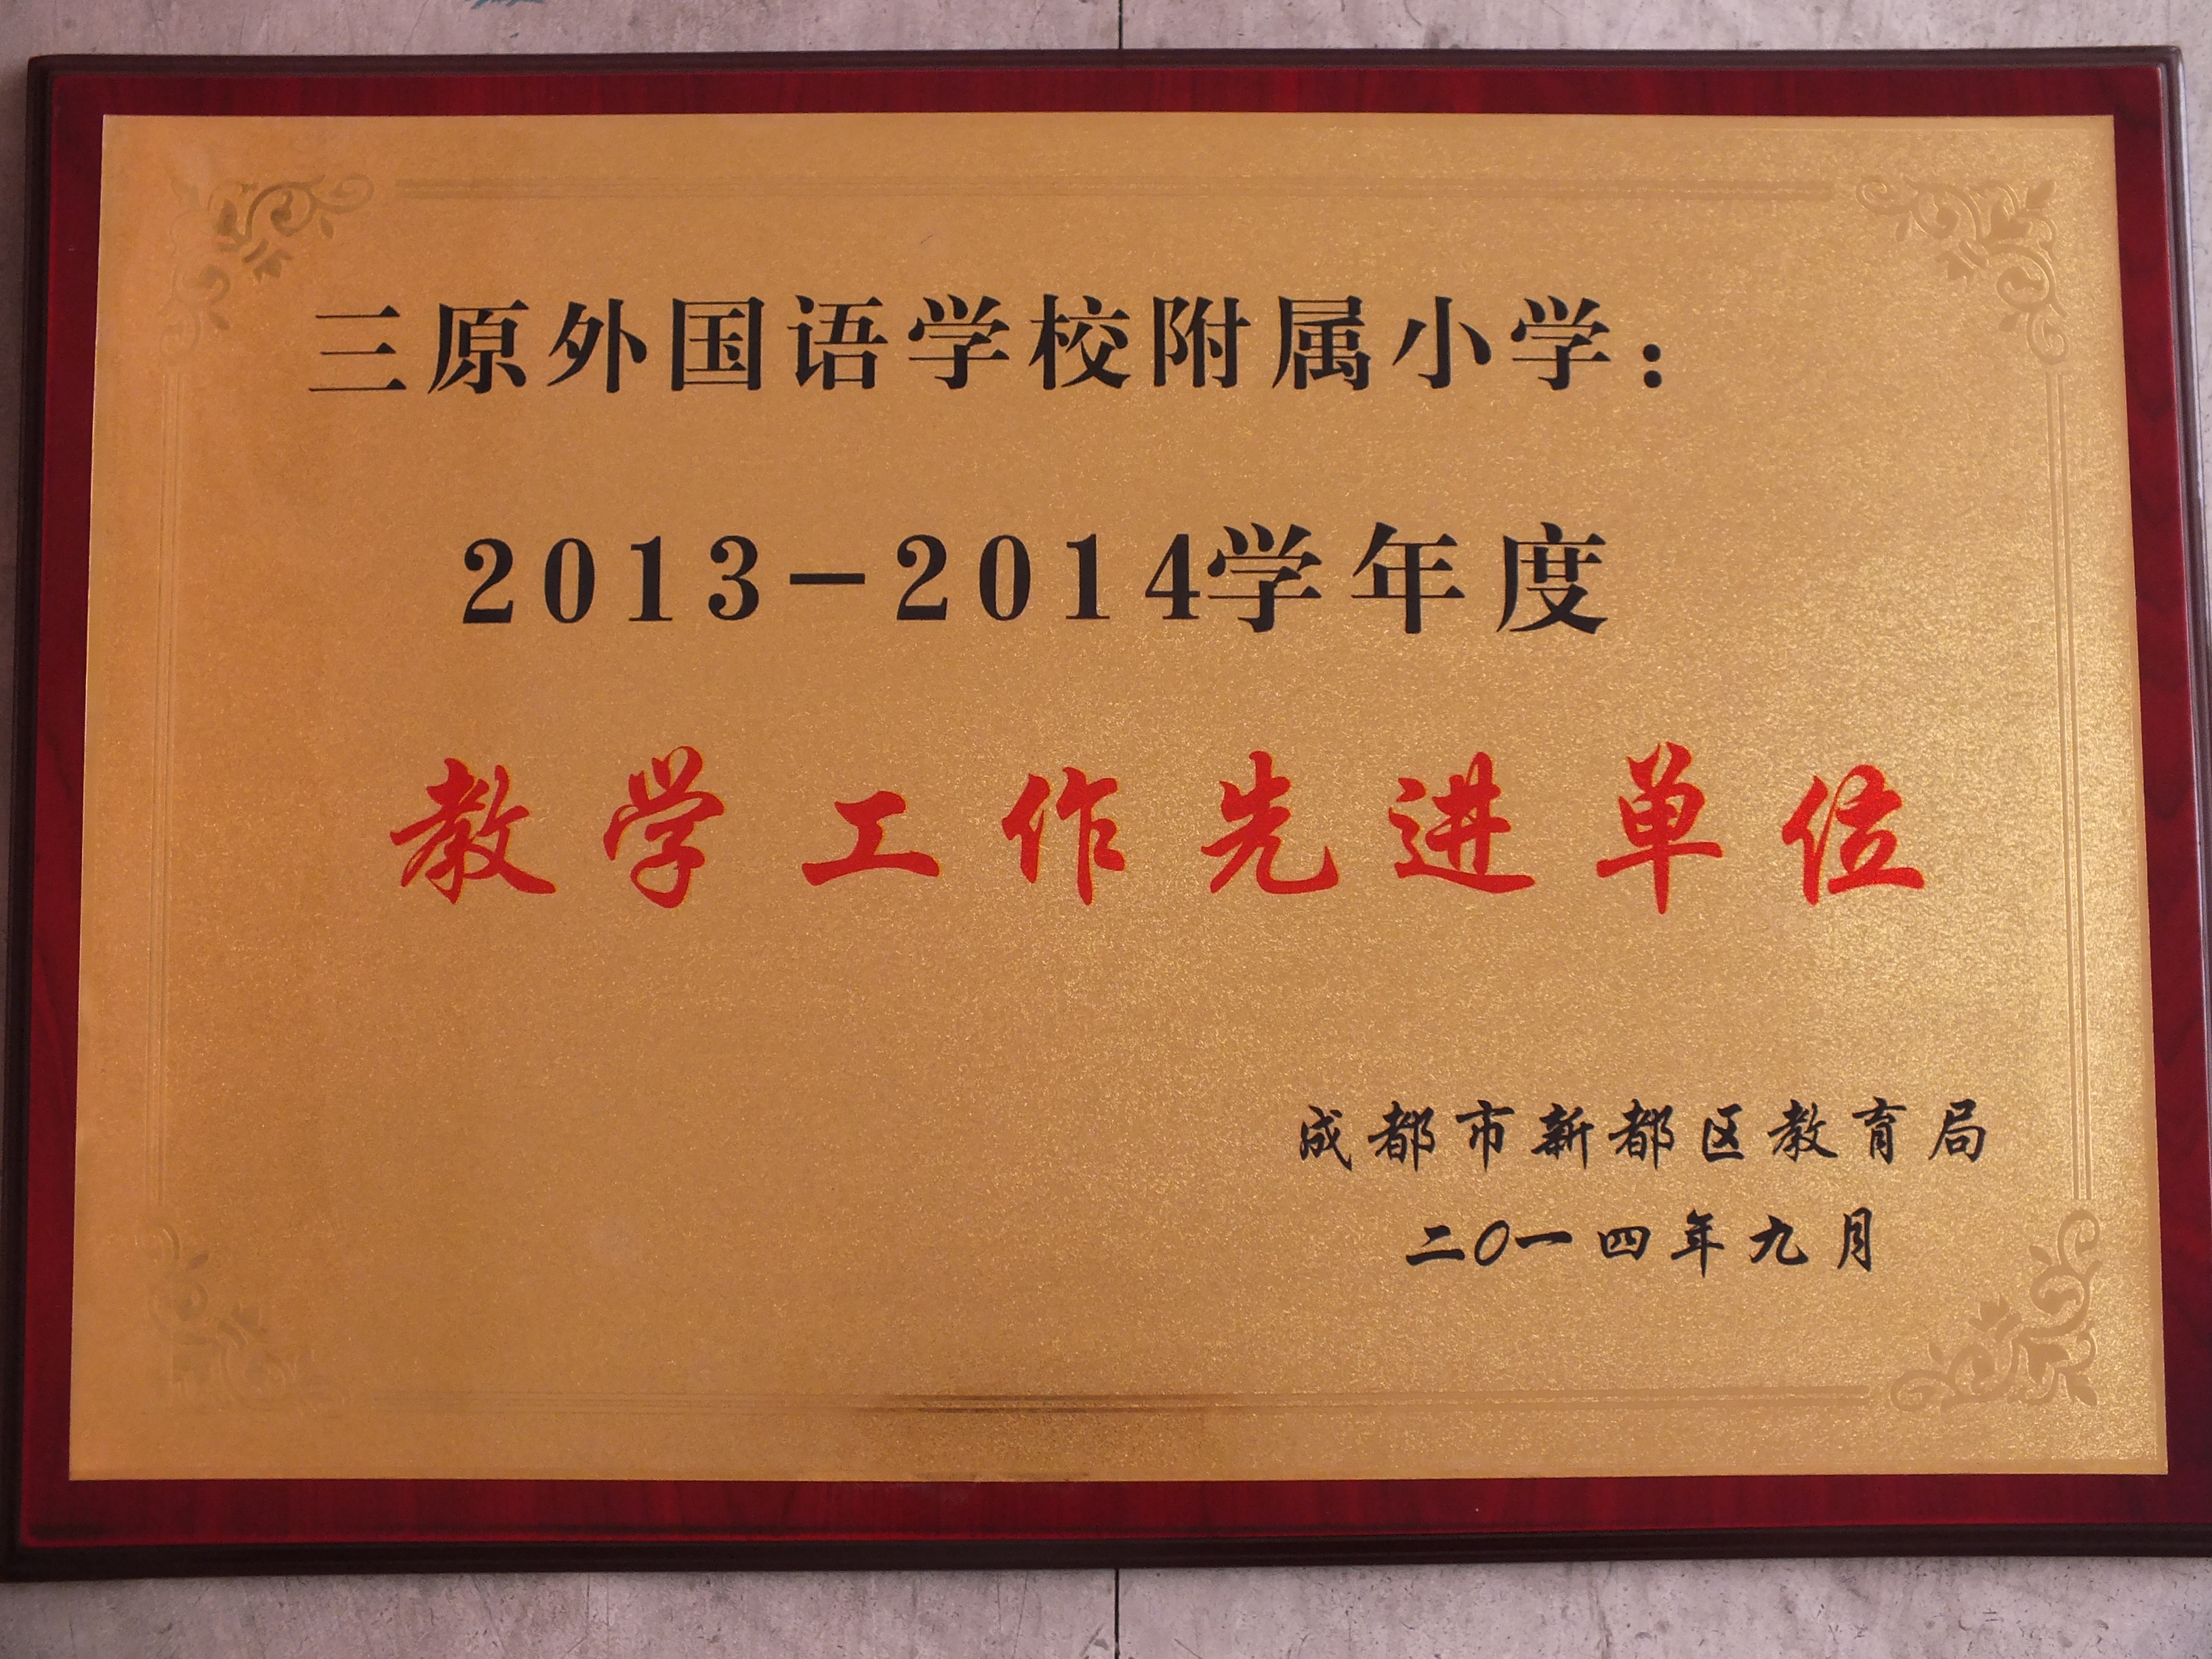 三原外国语学校附属小学：
2013-2014学年度
教学工作先进单位
成都市新都区教育局
二〇一四年九月